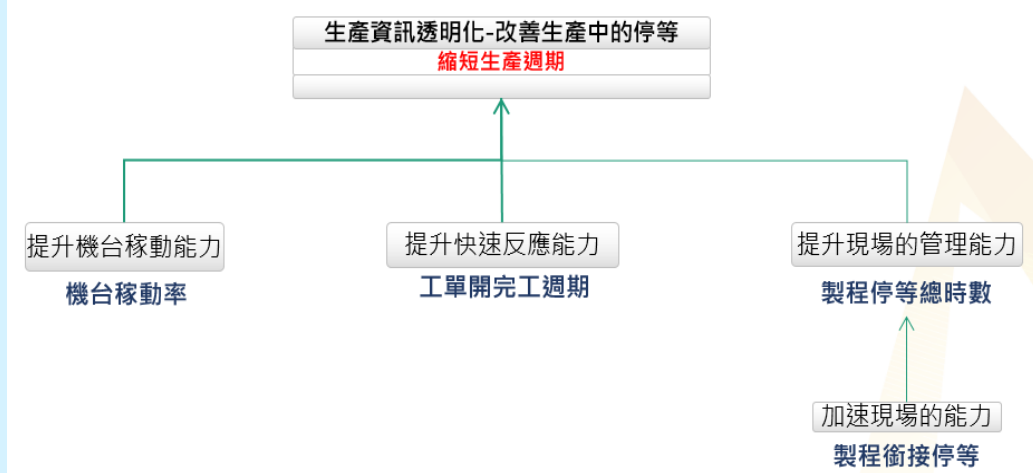 生產資訊透明化-改善生產中的停等
縮短生產週期
提升機台稼動能力
機台稼動率
提升快速反應能力
工單開完工週期
提升現場的管理能力
製程停等總時數
加速現場的能力
製程銜接停等